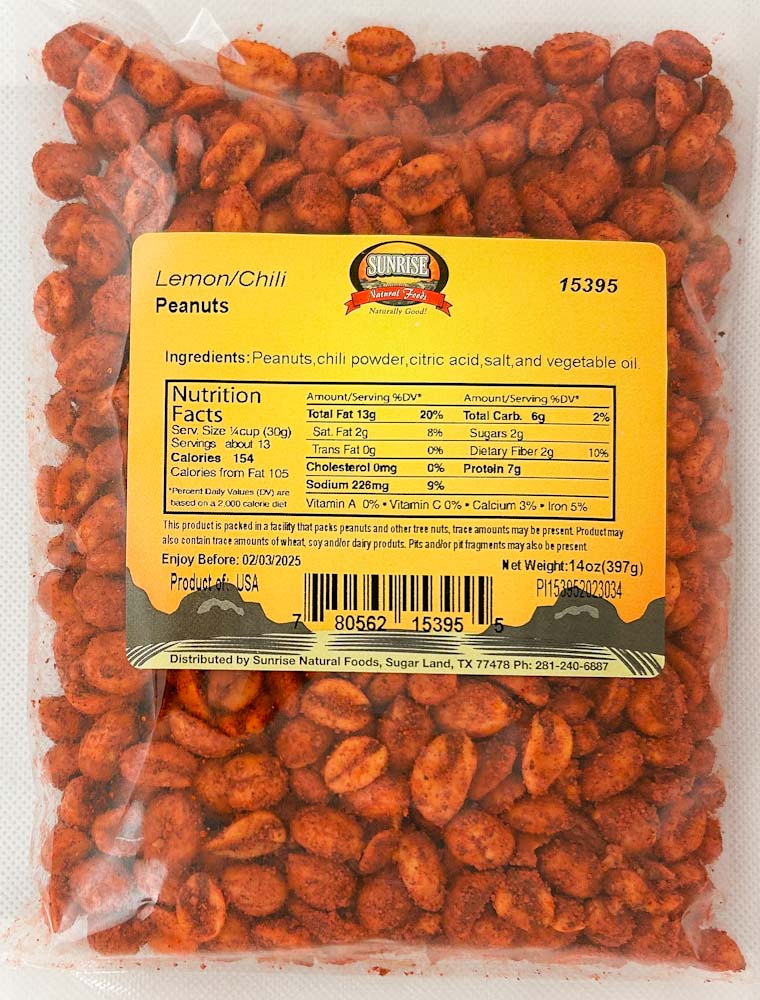 SUNRISE
Natural Foods
Naturally Good!
Lemon/Chili
Peanuts
15395
Ingredients: Peanuts, chili powder, citric acid, salt, and vegetable oil.
Nutrition
Facts
Serv. Size ¼cup (30g)
Servings about 13
Calories 154
Calories from Fat 105
*Percent Daily Values (DV) are
based on a 2,000 calorie diet
Amount/Serving %DV* Amount/Serving %DV*
Total Fat 13g 20% Total Carb. 6g 2%
Sat. Fat 2g 8% Sugars 2g
Trans Fat 0g 0% Dietary Fiber 2g 10%
Cholesterol 0mg 0% Protein 7g
Sodium 226mg 9%
Vitamin A 0% • Vitamin C 0% • Calcium 3% • Iron 5%
This product is packed in a facility that packs peanuts and other tree nuts, trace amounts may be present. Product may
also contain trace amounts of wheat, soy and/or dairy produts. Pits and/or pit fragments may also be present.
Enjoy Before: 02/03/2025
Net Weight: 14oz(397g)
Product of: USA
PI153952023034
7 80562 15395 5
Distributed by Sunrise Natural Foods, Sugar Land, TX 77478 Ph: 281-240-6887